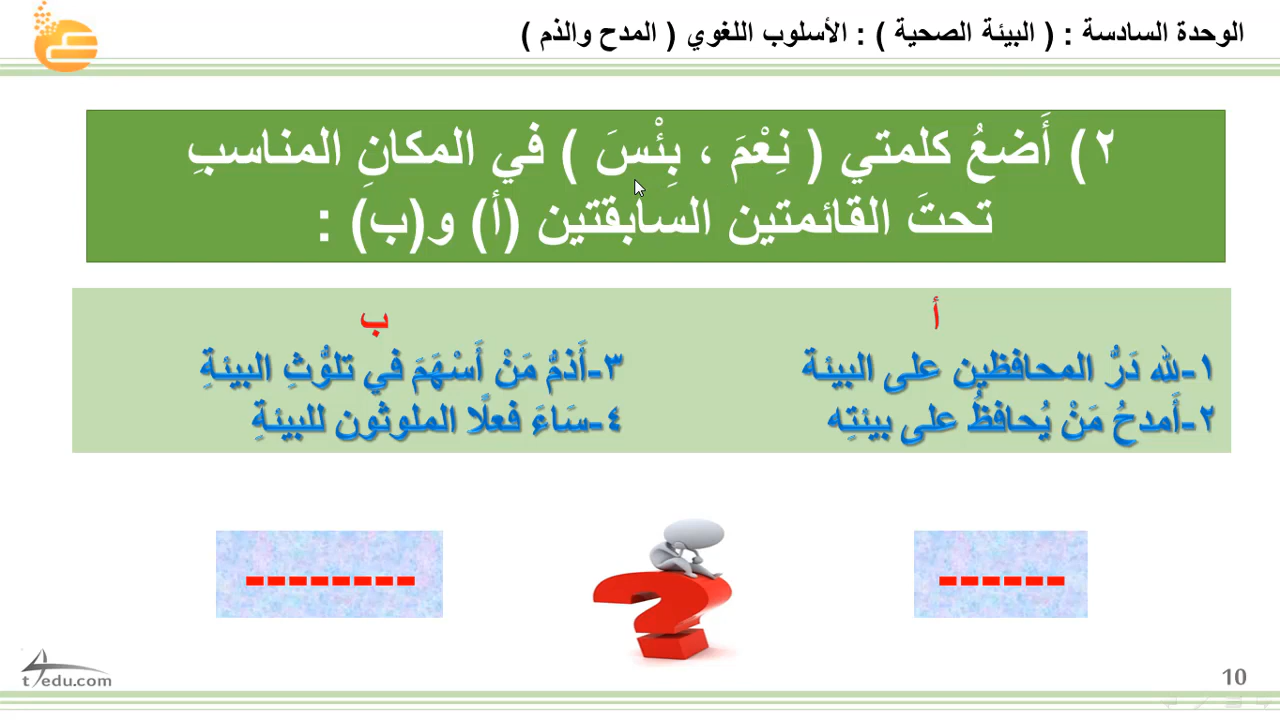 الوحدة السادسة : ( البيئة الصحية ) : الأسلوب اللغوي ( المدح والذم )
٢) أَضعُ كلمتي ( نِعْمَ ، بِئْسَ ) في المكانِ المناسبِ
تحتَ القائمتين السابقتين (أ) و(ب) :
أ
١-لله دَرُّ المحافظين على البيئة
٢-أَمدحُ مَنْ يُحافظُ على بيئتِه
ب
٣-أَذمُّ مَنْ أَسْهَمَ في تلوُّثِ البيئةِ
٤-سَاءَ فعلًا الملوثون للبيئةِ
------
--------
t4edu.com
10